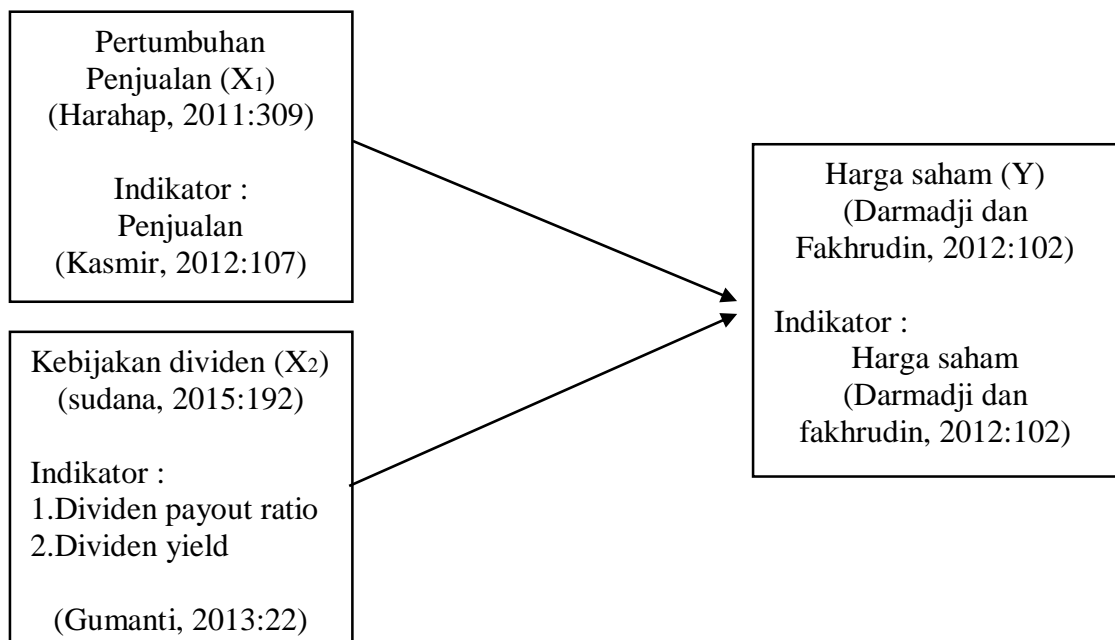 Pertumbuhan
Penjualan (X₁)
(Harahap, 2011:309)
Indikator :
Penjualan
(Kasmir, 2012:107)
Kebijakan dividen (X₂)
(sudana, 2015:192)
Indikator :
1.Dividen payout ratio
2.Dividen yield
(Gumanti, 2013:22)
Harga saham (Y)
(Darmadji dan
Fakhrudin, 2012:102)
Indikator :
Harga saham
(Darmadji dan
fakhrudin, 2012:102)